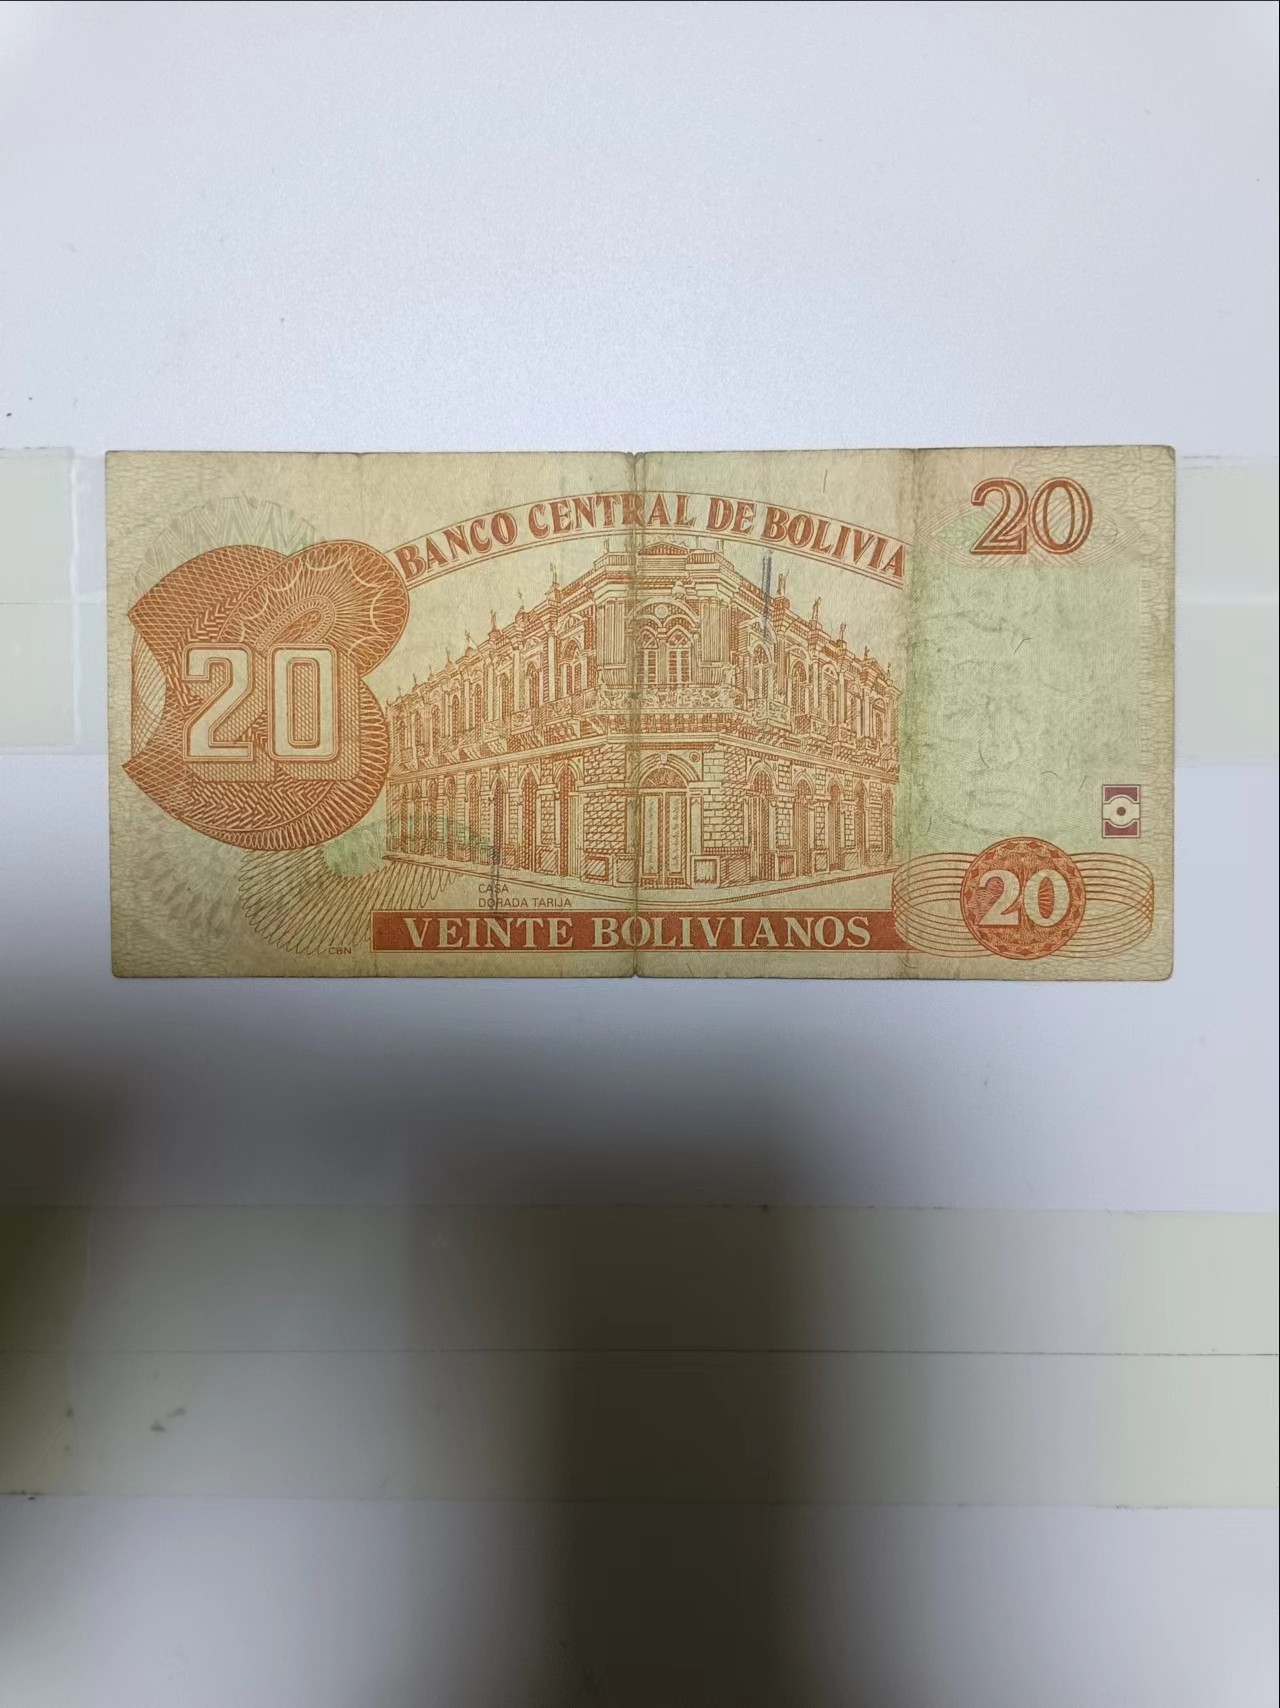 BANCO CENTRAL DE BOLIVIA
20
20
CASA
DORADA TARIJA
VEINTE BOLIVIANOS
20
CBN